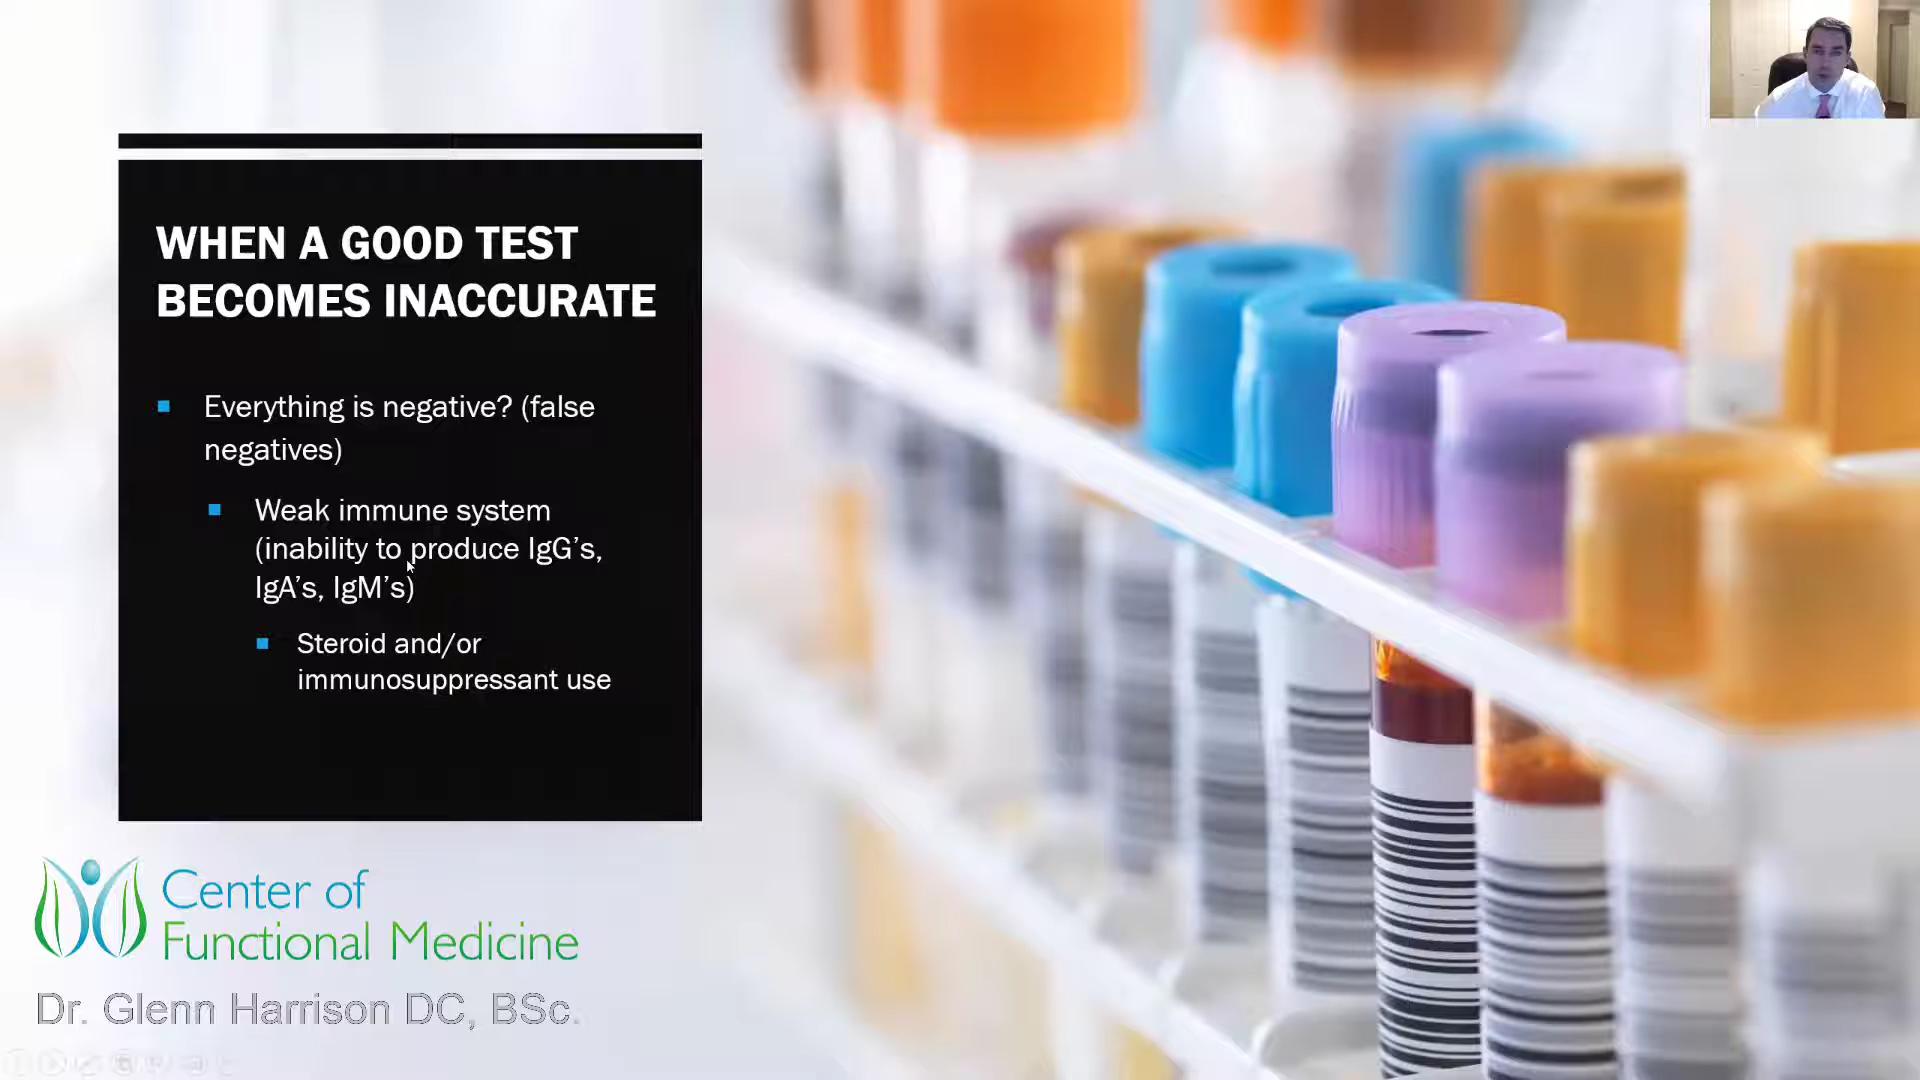 WHEN A GOOD TEST
BECOMES INACCURATE
Everything is negative? (false
negatives)
Weak immune system
(inability to produce IgG's,
IgA's, IgM's)
Steroid and/or
immunosuppressant use
Center of
Functional Medicine
Dr. Glenn Harrison DC, BSc.